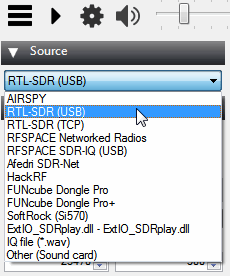 Source
RTL-SDR (USB)
AIRSPY
RTL-SDR (USB)
RTL-SDR (TCP)
RFSPACE Networked Radios
RFSPACE SDR-IQ (USB)
Afedri SDR-Net
HackRF
FUNcube Dongle Pro
FUNcube Dongle Pro+
SoftRock (Si570)
ExtIO_SDRplay.dll - ExtIO_SDRplay.dll
IQ file (*.wav)
Other (Sound card)